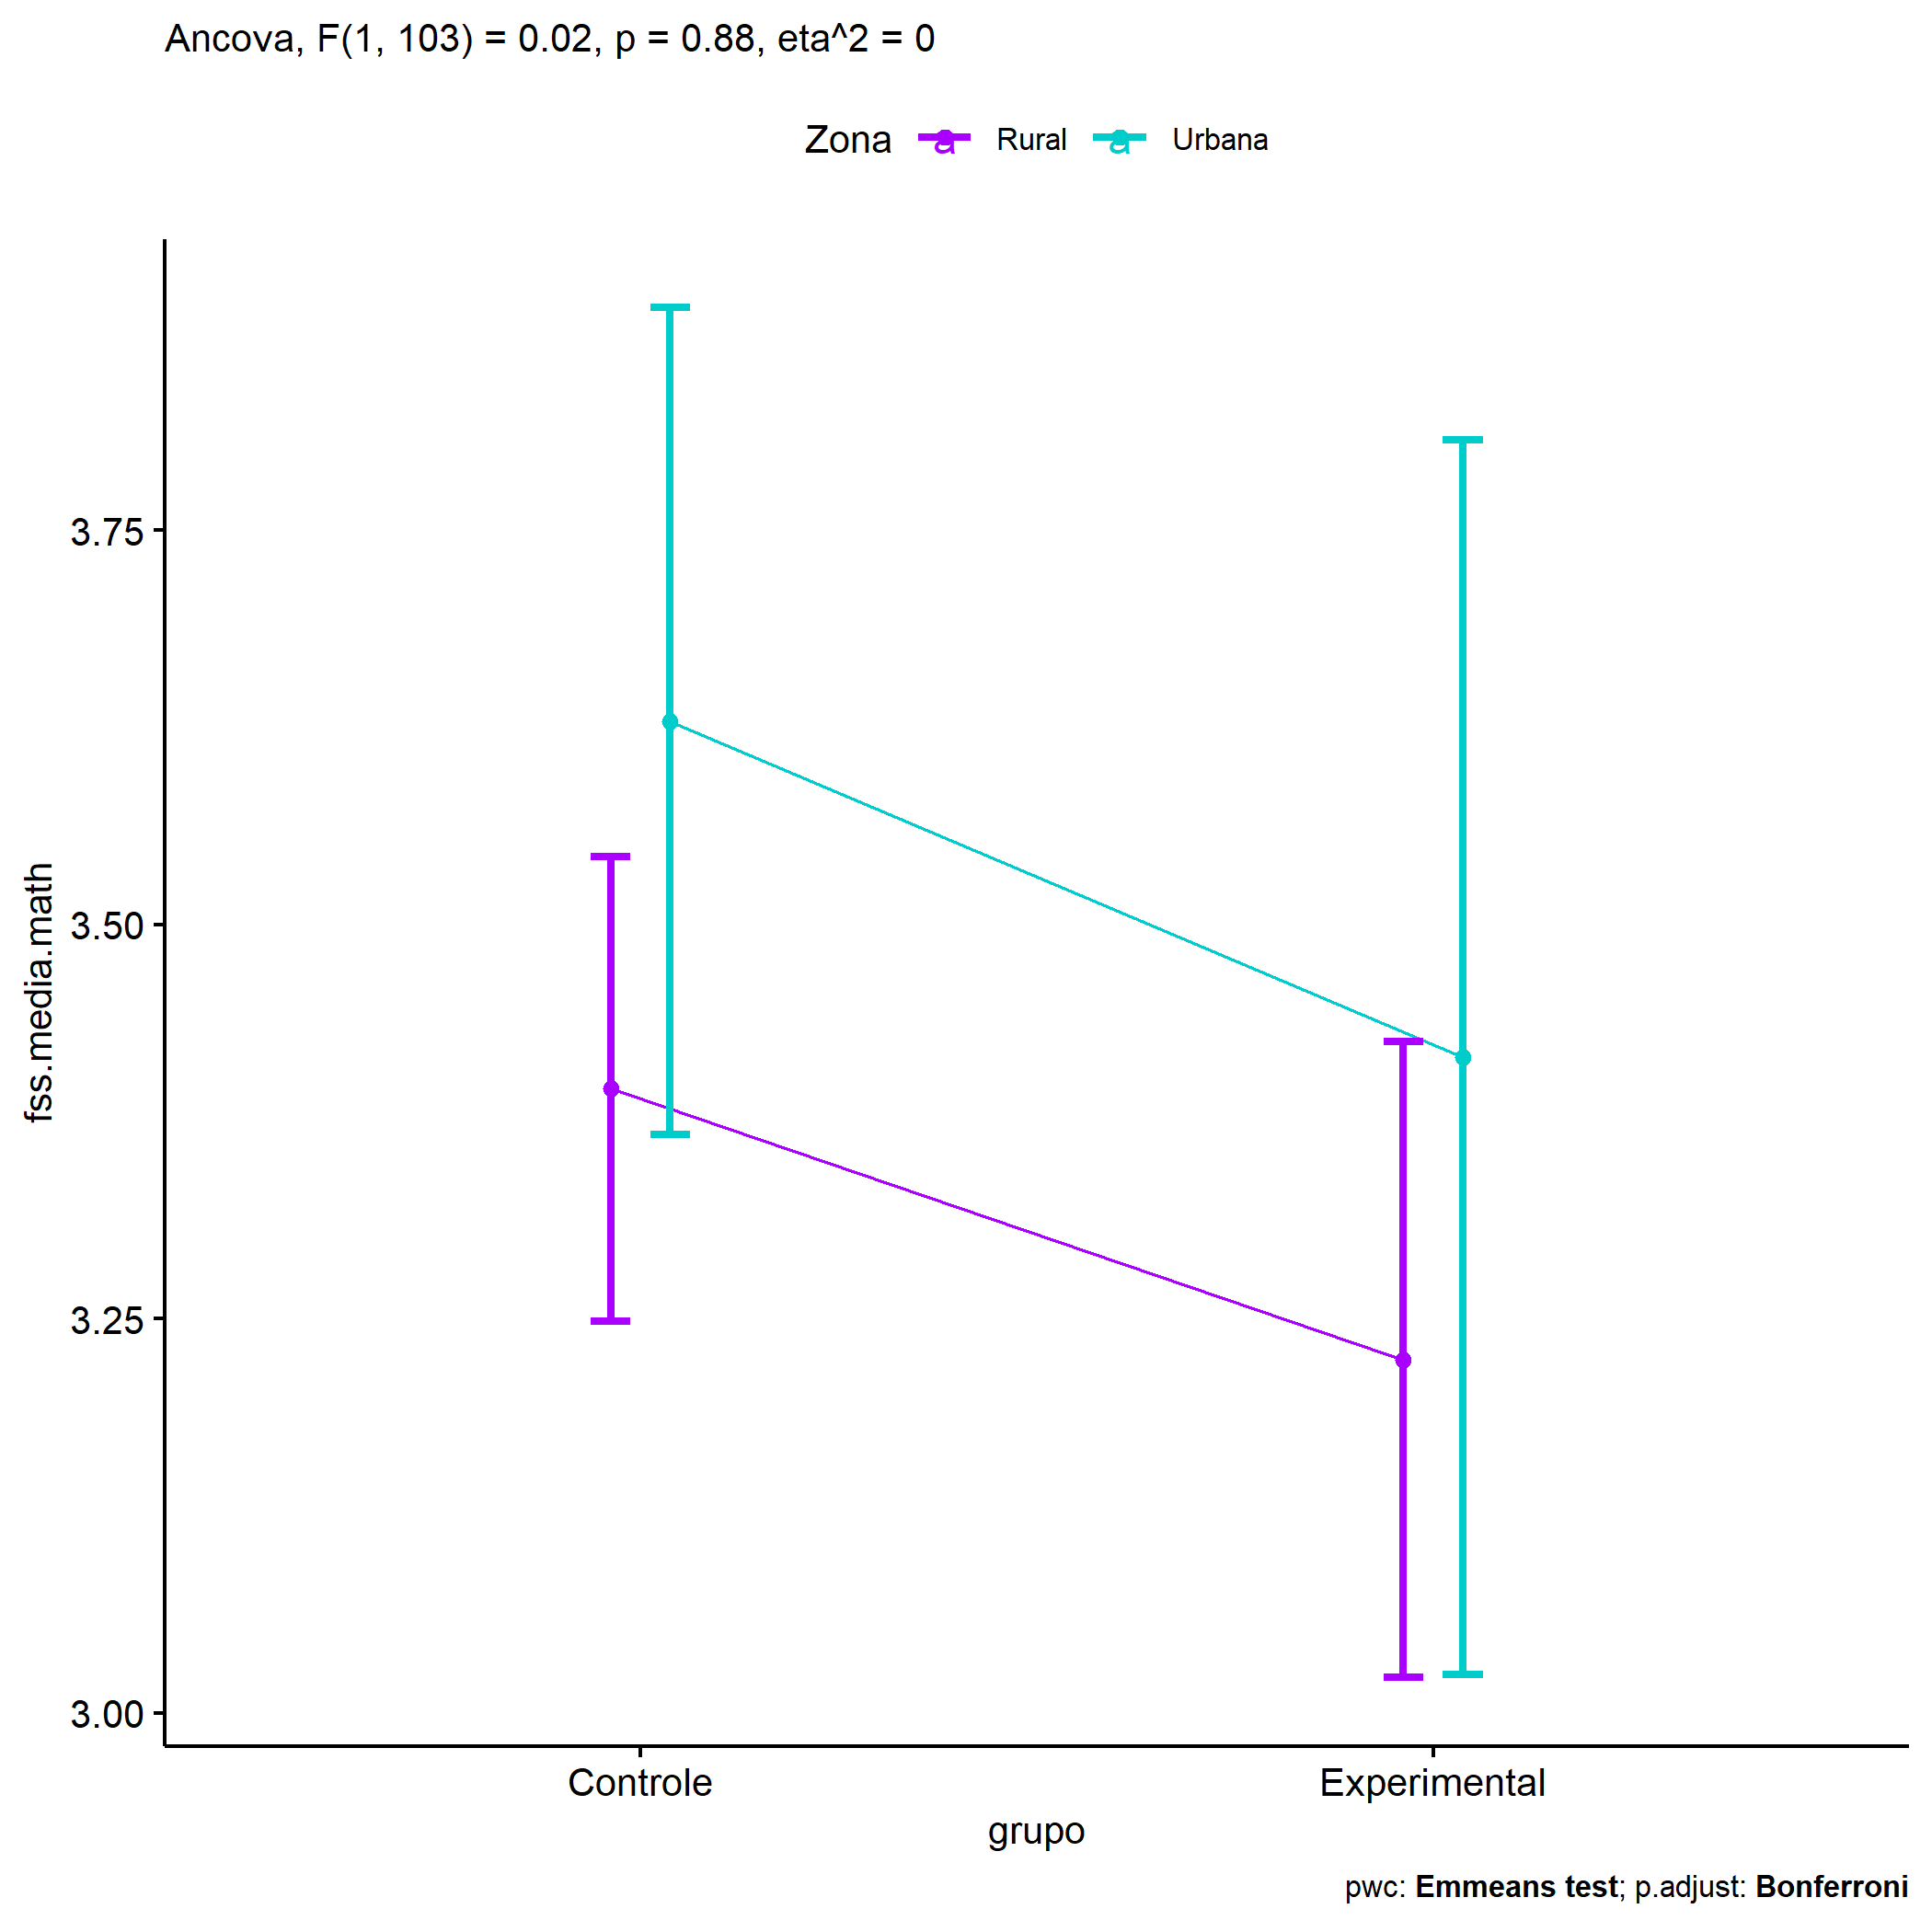 Ancova, F(1, 103) = 0.02, p = 0.88, eta^2 = 0
Zona a Rural a Urbana
fss.media.math
3.75
3.50
3.25
3.00
Controle Experimental
grupo
pwc: Emmeans test; p.adjust: Bonferroni